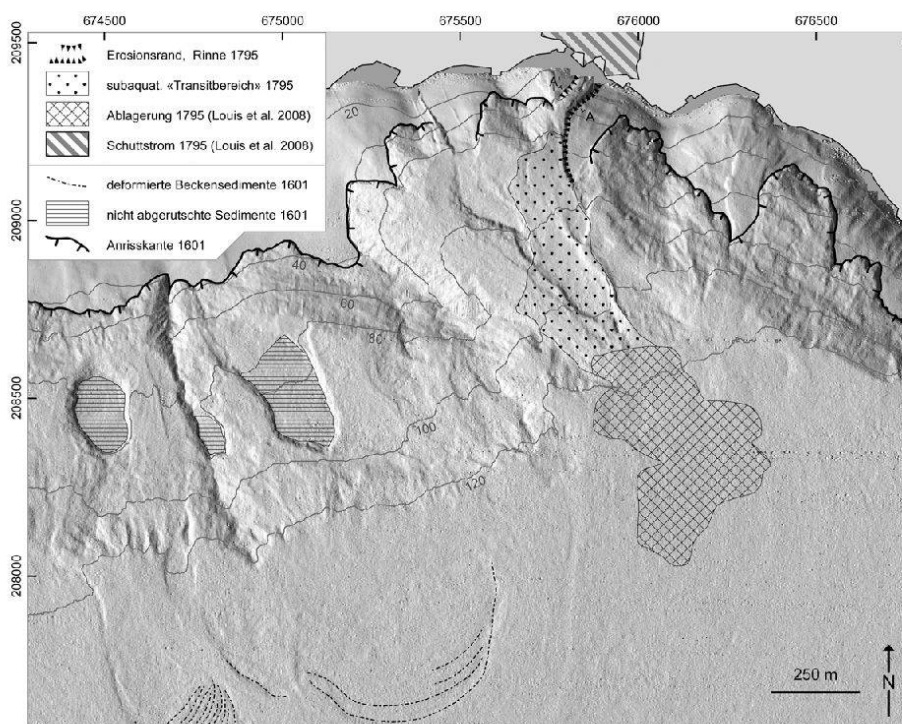 674500 675000 675500 676000 676500
209500
209000
208500
208000
Erosionsrand, Rinne 1795
subaquat. «Transitbereich» 1795
Ablagerung 1795 (Louis et al. 2008)
Schuttstrom 1795 (Louis et al. 2008)
deformierte Beckensedimente 1601
nicht abgerutschte Sedimente 1601
Anrisskante 1601
A
A
20
40
60
80
100
120
250 m
N